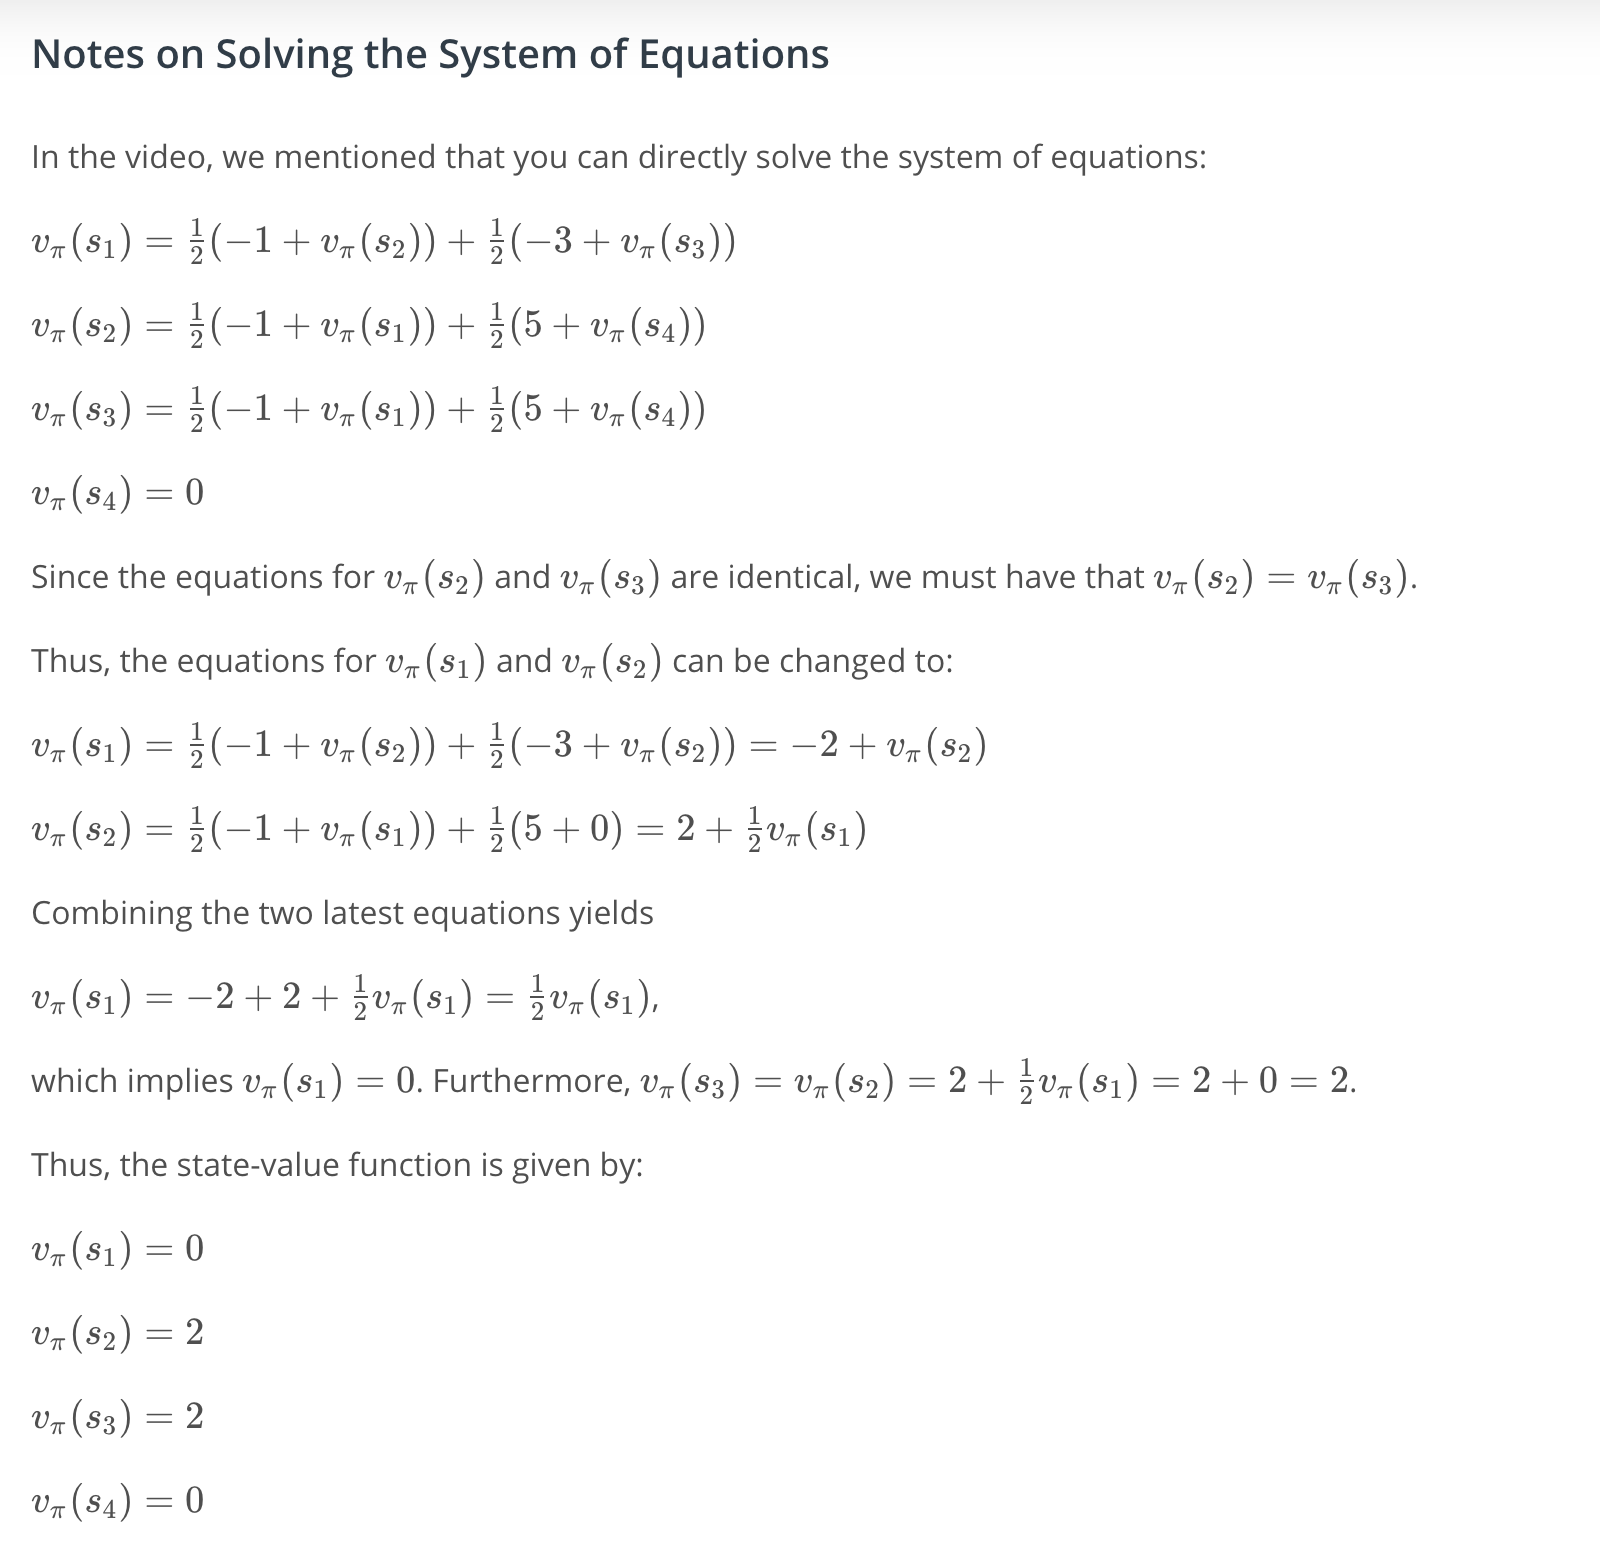 Notes on Solving the System of Equations
In the video, we mentioned that you can directly solve the system of equations:
$v_\pi(s_1) = \frac{1}{2}(-1 + v_\pi(s_2)) + \frac{1}{2}(-3 + v_\pi(s_3))$
$v_\pi(s_2) = \frac{1}{2}(-1 + v_\pi(s_1)) + \frac{1}{2}(5 + v_\pi(s_4))$
$v_\pi(s_3) = \frac{1}{2}(-1 + v_\pi(s_1)) + \frac{1}{2}(5 + v_\pi(s_4))$
$v_\pi(s_4) = 0$
Since the equations for $v_\pi(s_2)$ and $v_\pi(s_3)$ are identical, we must have that $v_\pi(s_2) = v_\pi(s_3)$.
Thus, the equations for $v_\pi(s_1)$ and $v_\pi(s_2)$ can be changed to:
$v_\pi(s_1) = \frac{1}{2}(-1 + v_\pi(s_2)) + \frac{1}{2}(-3 + v_\pi(s_2)) = -2 + v_\pi(s_2)$
$v_\pi(s_2) = \frac{1}{2}(-1 + v_\pi(s_1)) + \frac{1}{2}(5 + 0) = 2 + \frac{1}{2}v_\pi(s_1)$
Combining the two latest equations yields
$v_\pi(s_1) = -2 + 2 + \frac{1}{2}v_\pi(s_1) = \frac{1}{2}v_\pi(s_1)$,
which implies $v_\pi(s_1) = 0$. Furthermore, $v_\pi(s_3) = v_\pi(s_2) = 2 + \frac{1}{2}v_\pi(s_1) = 2 + 0 = 2$.
Thus, the state-value function is given by:
$v_\pi(s_1) = 0$
$v_\pi(s_2) = 2$
$v_\pi(s_3) = 2$
$v_\pi(s_4) = 0$